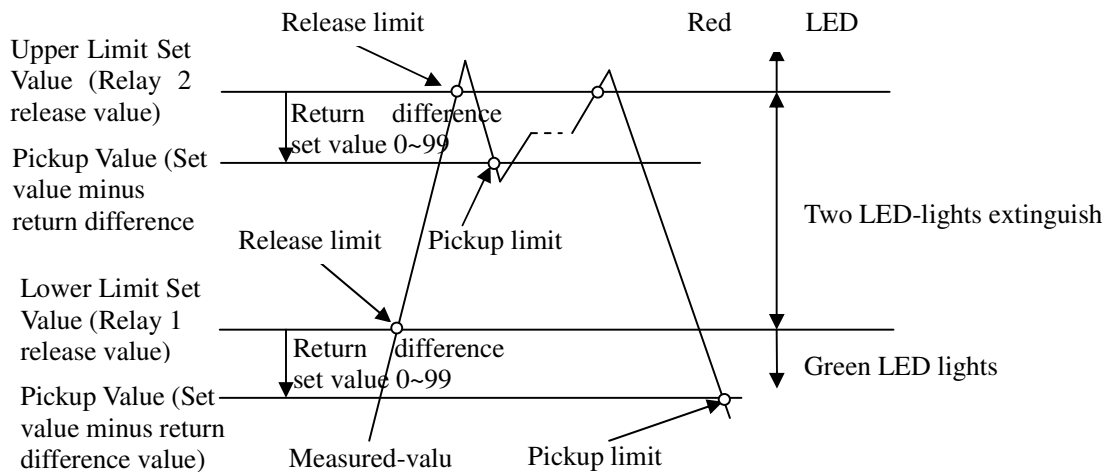 Release limit
Red LED
Upper Limit Set
Value (Relay 2
release value)
Return difference
set value 0~99
Pickup Value (Set
value minus
return difference
Two LED-lights extinguish
Release limit
Pickup limit
Lower Limit Set
Value (Relay 1
release value)
Return difference
set value 0~99
Green LED lights
Pickup Value (Set
value minus return
difference value)
Measured-valu
Pickup limit